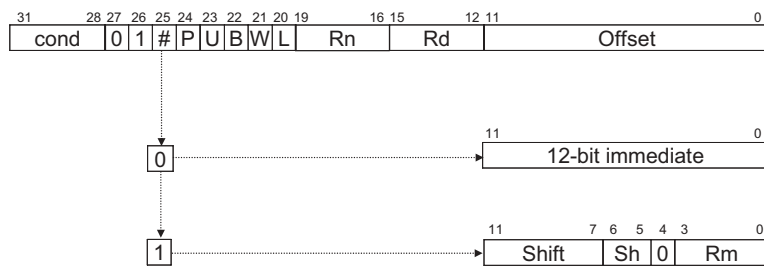 31 28 27 26 25 24 23 22 21 20 19 16 15 12 11 0
cond 0 1 # P U B W L Rn Rd Offset
11 0
0 12-bit immediate
11 7 6 5 4 3 0
1 Shift Sh 0 Rm